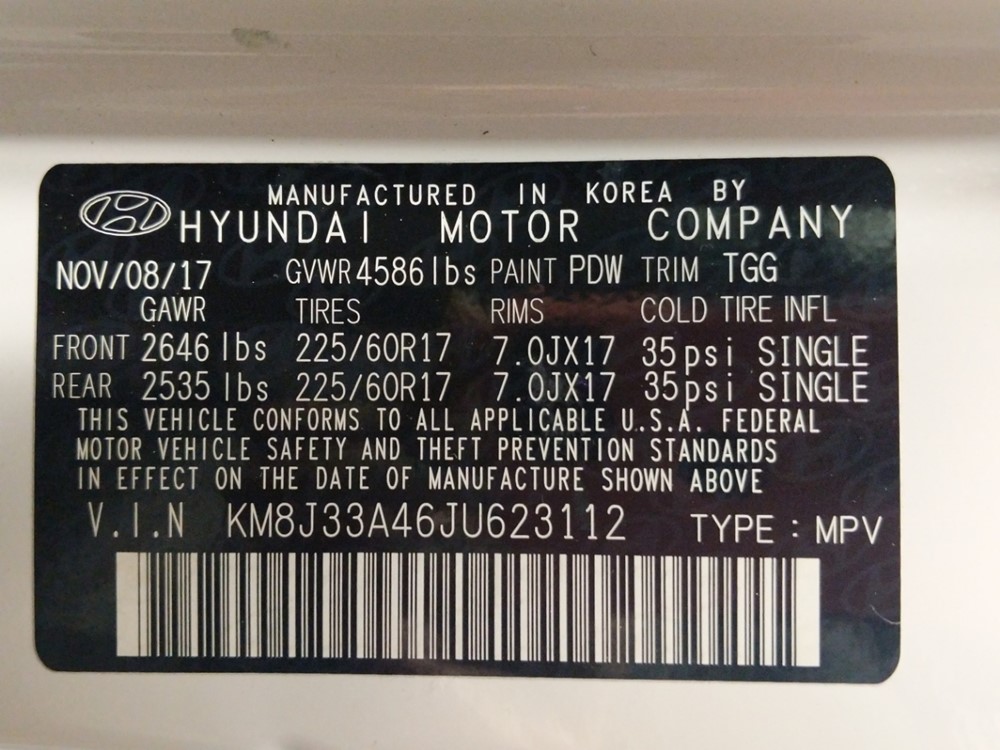 MANUFACTURED IN KOREA BY
HYUNDAI MOTOR COMPANY
NOV/08/17 GVWR 4586 lbs PAINT PDW TRIM TGG
GAWR TIRES RIMS COLD TIRE INFL
FRONT 2646 lbs 225/60R17 7.0JX17 35psi SINGLE
REAR 2535 lbs 225/60R17 7.0JX17 35psi SINGLE
THIS VEHICLE CONFORMS TO ALL APPLICABLE U.S.A. FEDERAL
MOTOR VEHICLE SAFETY AND THEFT PREVENTION STANDARDS
IN EFFECT ON THE DATE OF MANUFACTURE SHOWN ABOVE
V.I.N KM8J33A46JU623112 TYPE : MPV